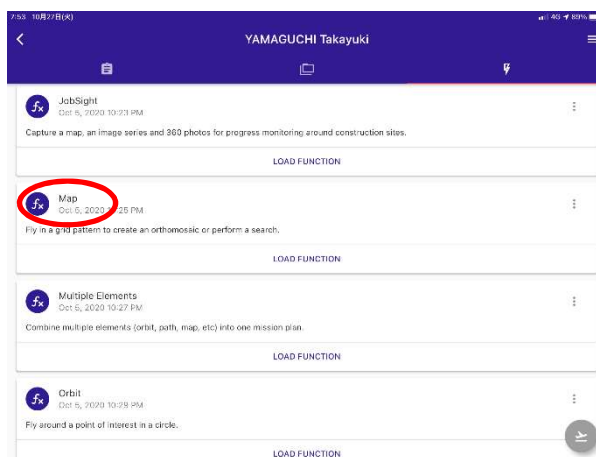 7:53 10月27日(火) 4G 89%
YAMAGUCHI Takayuki
JobSight
Oct 6, 2020 10:23 PM
Capture a map, an image series and 360 photos for progress monitoring around construction sites.
LOAD FUNCTION
Map
Oct 6, 2020 10:25 PM
Fly in a grid pattern to create an orthomosaic or perform a search.
LOAD FUNCTION
Multiple Elements
Oct 6, 2020 10:27 PM
Combine multiple elements (orbit, path, map, etc) into one mission plan.
LOAD FUNCTION
Orbit
Oct 6, 2020 10:29 PM
Fly around a point of interest in a circle.
LOAD FUNCTION